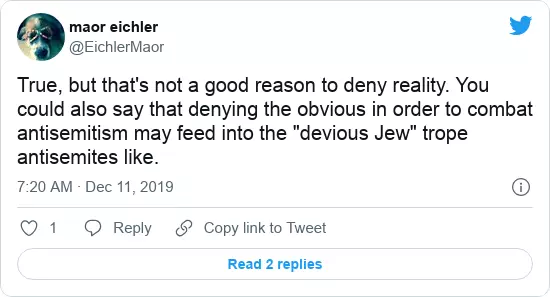 maor eichler
@EichlerMaor
True, but that's not a good reason to deny reality. You
could also say that denying the obvious in order to combat
antisemitism may feed into the "devious Jew" trope
antisemites like.
7:20 AM · Dec 11, 2019
1 Reply Copy link to Tweet
Read 2 replies